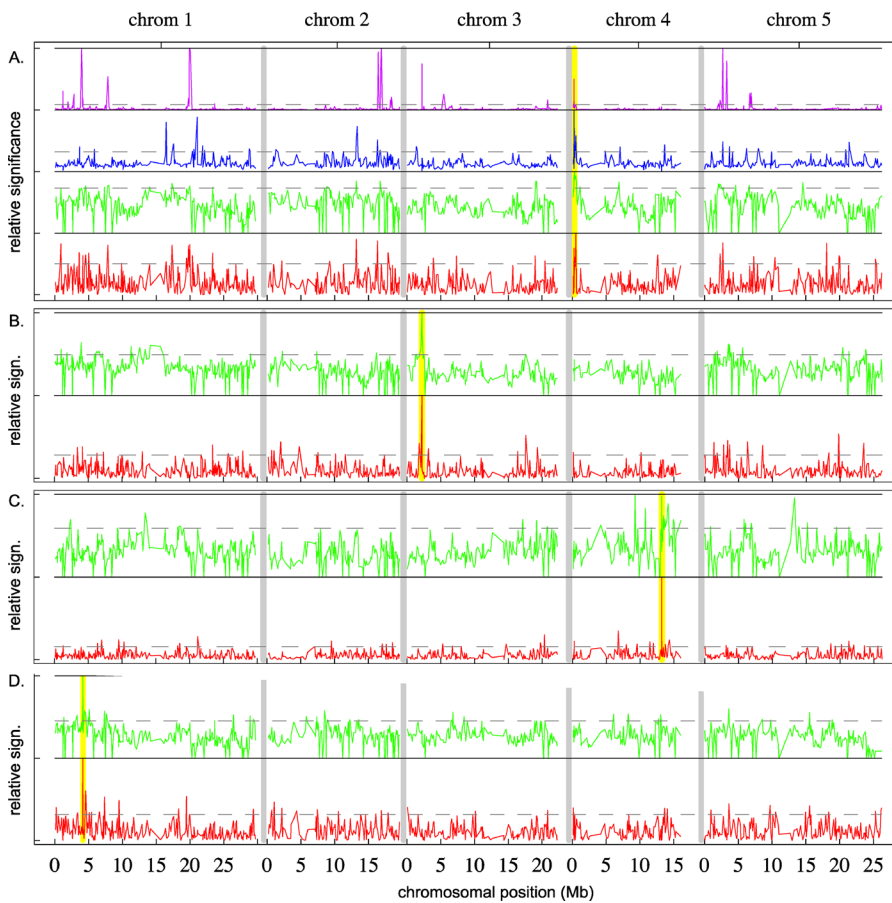 chrom 1 chrom 2 chrom 3 chrom 4 chrom 5
A.
relative significance
B.
relative sign.
C.
relative sign.
D.
relative sign.
0 5 10 15 20 25 0 5 10 15 0 5 10 15 20 0 5 10 15 0 5 10 15 20 25
chromosomal position (Mb)